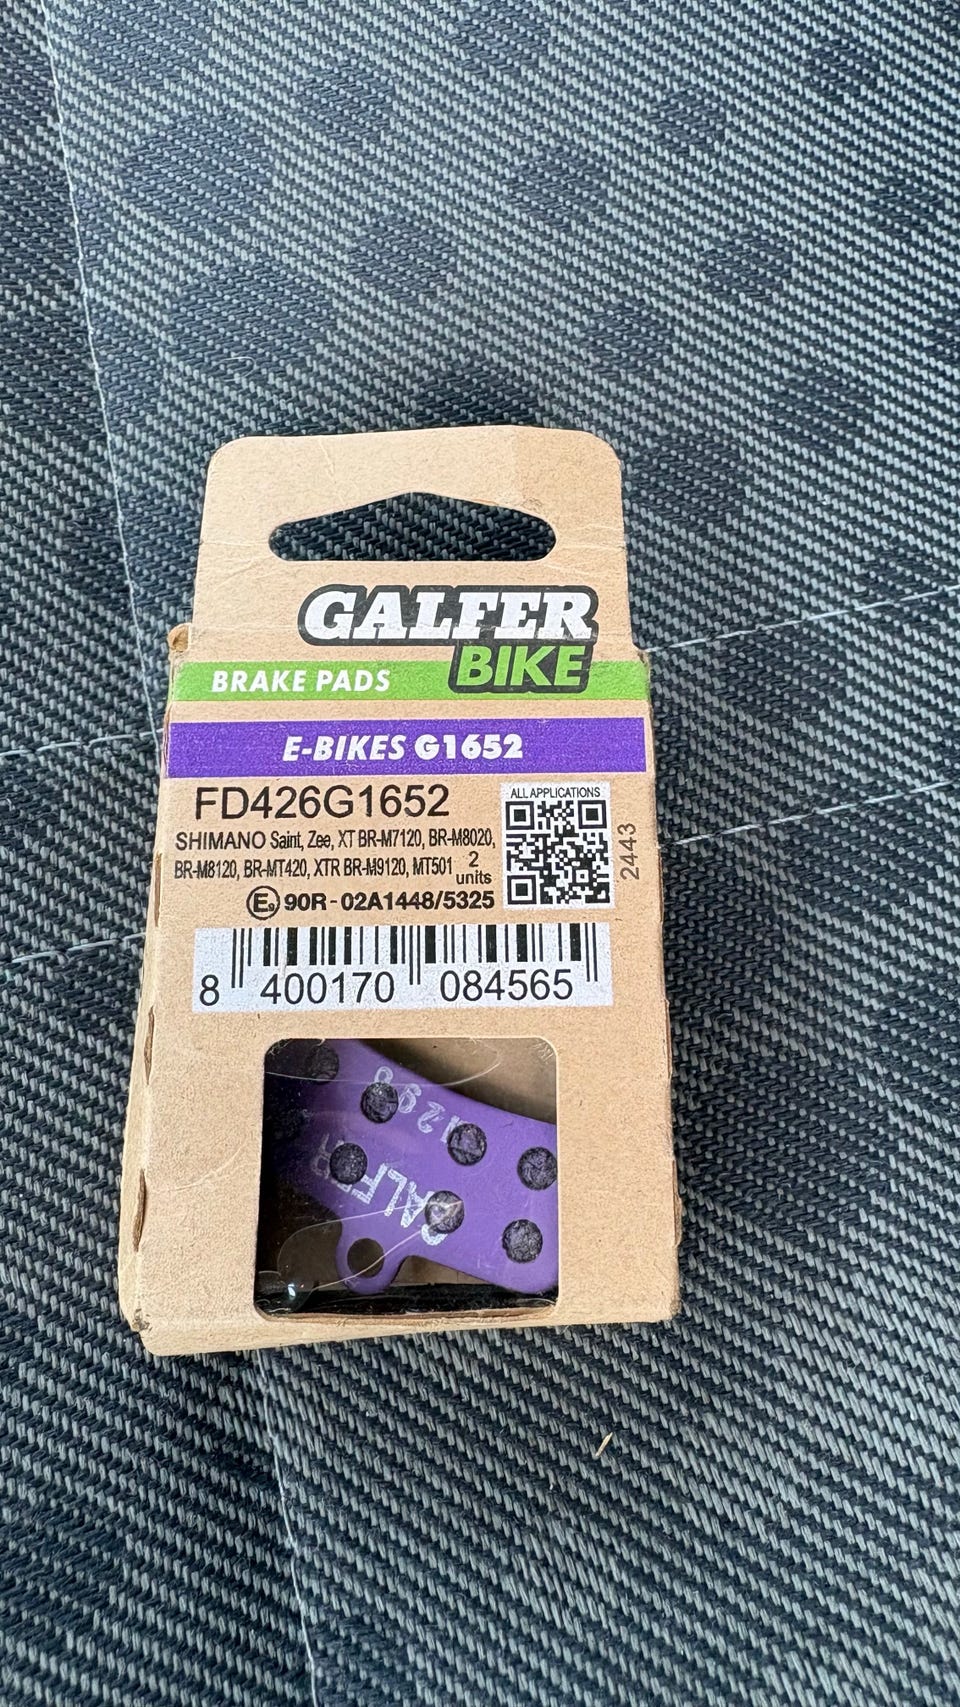 GALFER
BIKE
BRAKE PADS
E-BIKES G1652
FD426G1652
ALL APPLICATIONS
SHIMANO Saint, Zee, XT BR-M7120, BR-M8020,
BR-M8120, BR-MT420, XTR BR-M9120, MT501 2 units
E9 90R - 02A1448/5325
2443
8 400170 084565
GALFER